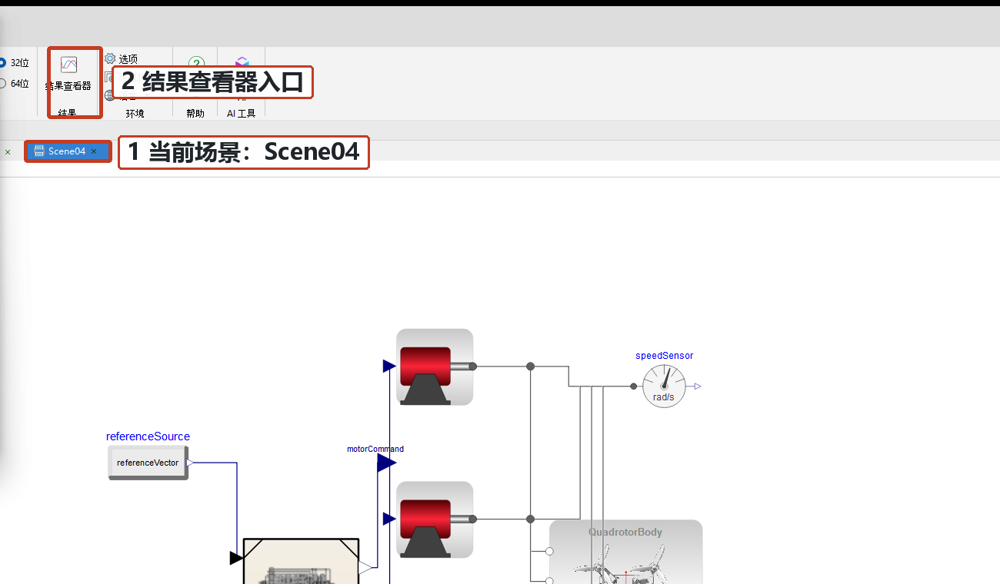 32位
64位
结果查看器
结果
选项
环境
帮助
AI 工具
2 结果查看器入口
Scene04
1 当前场景：Scene04
speedSensor
rad/s
referenceSource
referenceVector
motorCommand
QuadrotorBody